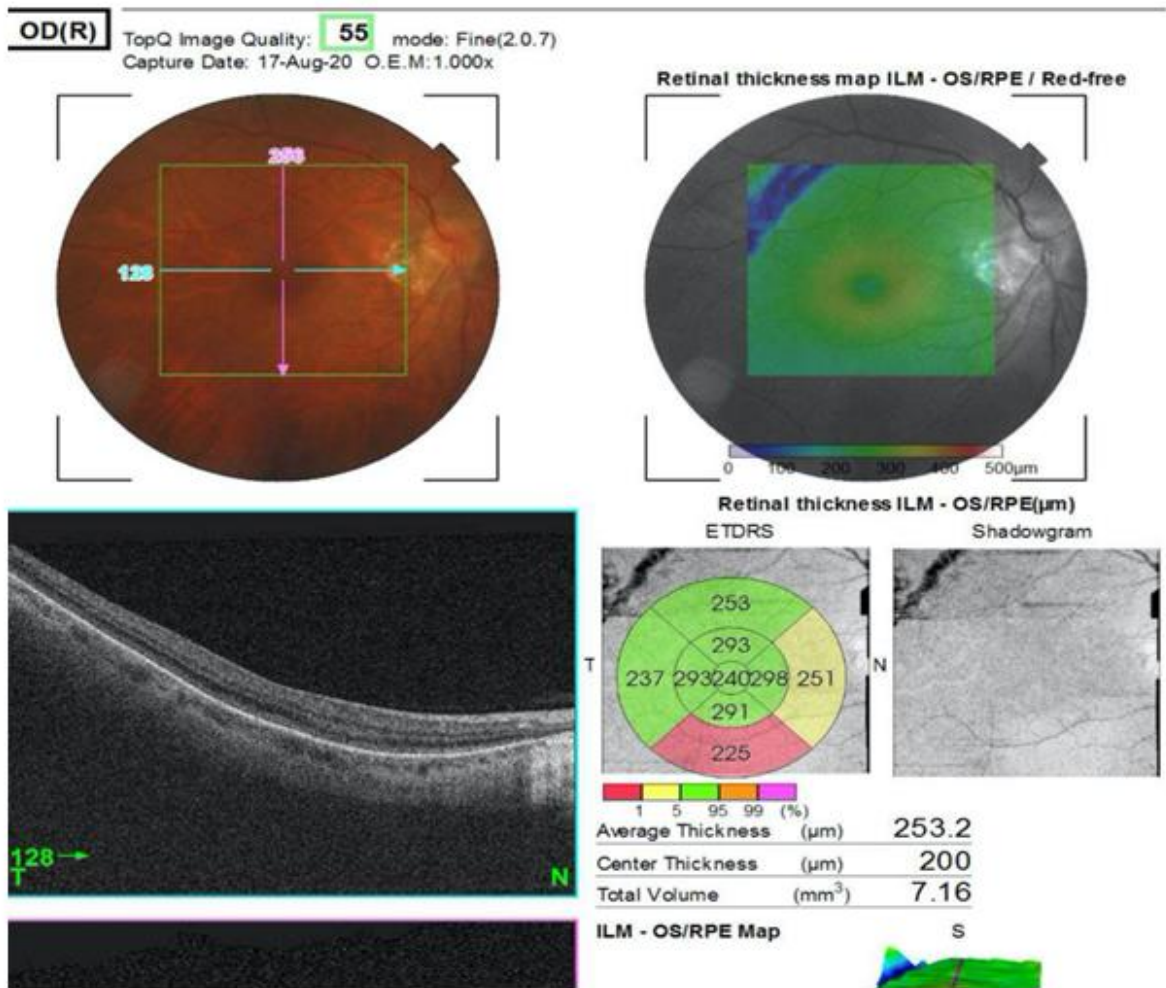 OD(R)
TopQ Image Quality: 55 mode: Fine(2.0.7)
Capture Date: 17-Aug-20 O.E.M:1.000x
Retinal thickness map ILM - OS/RPE / Red-free
256
128
0 100 200 300 400 500µm
Retinal thickness ILM - OS/RPE(µm)
ETDRS
Shadowgram
253
293
T 237 293 240 298 251 N
291
225
1 5 95 99 (%)
Average Thickness (µm) 253.2
Center Thickness (µm) 200
Total Volume (mm³) 7.16
128
T N
ILM - OS/RPE Map S